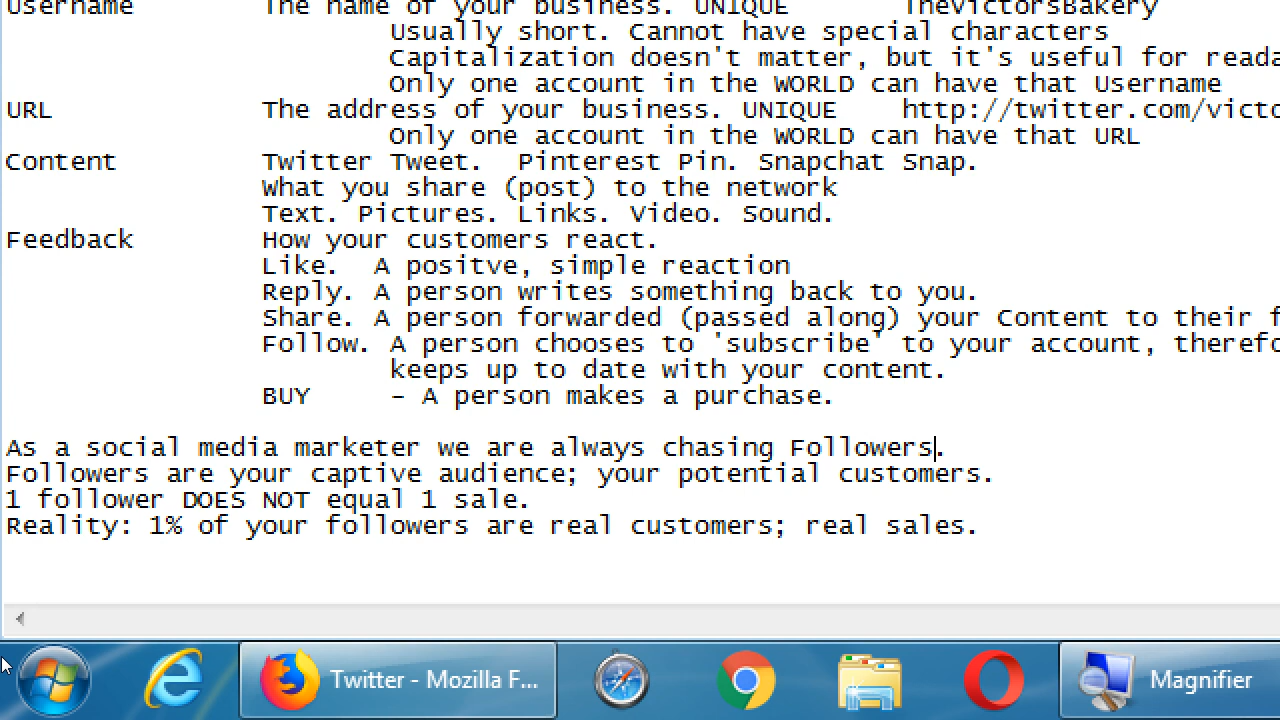 Username The name of your business. UNIQUE TheVictorsBakery
Usually short. Cannot have special characters
Capitalization doesn't matter, but it's useful for reada
Only one account in the WORLD can have that Username
URL The address of your business. UNIQUE http://twitter.com/victo
Only one account in the WORLD can have that URL
Content Twitter Tweet. Pinterest Pin. Snapchat Snap.
What you share (post) to the network
Text. Pictures. Links. Video. Sound.
Feedback How your customers react.
Like. A positve, simple reaction
Reply. A person writes something back to you.
Share. A person forwarded (passed along) your Content to their f
Follow. A person chooses to 'subscribe' to your account, therefo
keeps up to date with your content.
BUY - A person makes a purchase.
As a social media marketer we are always chasing Followers.
Followers are your captive audience; your potential customers.
1 follower DOES NOT equal 1 sale.
Reality: 1% of your followers are real customers; real sales.
Twitter - Mozilla F... Magnifier